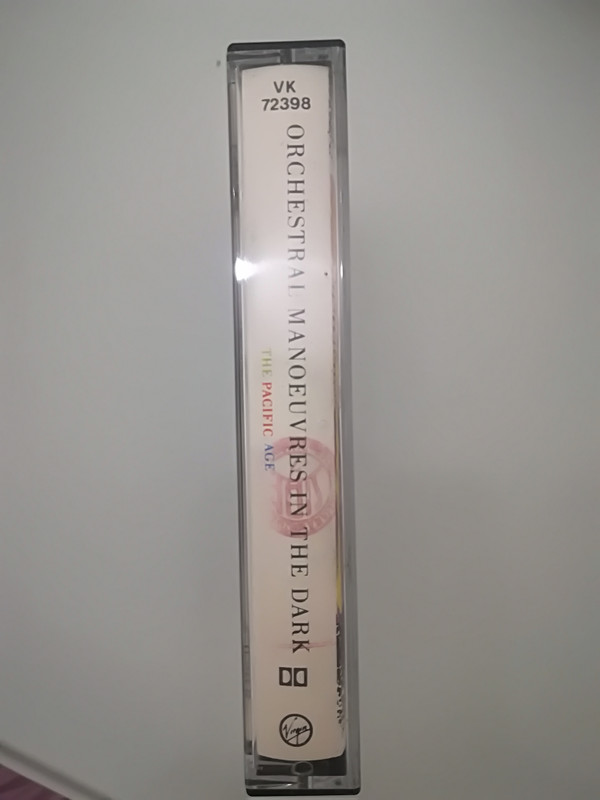 VK
72398
ORCHESTRAL MANOEUVRES IN THE DARK
THE PACIFIC AGE
Virgin